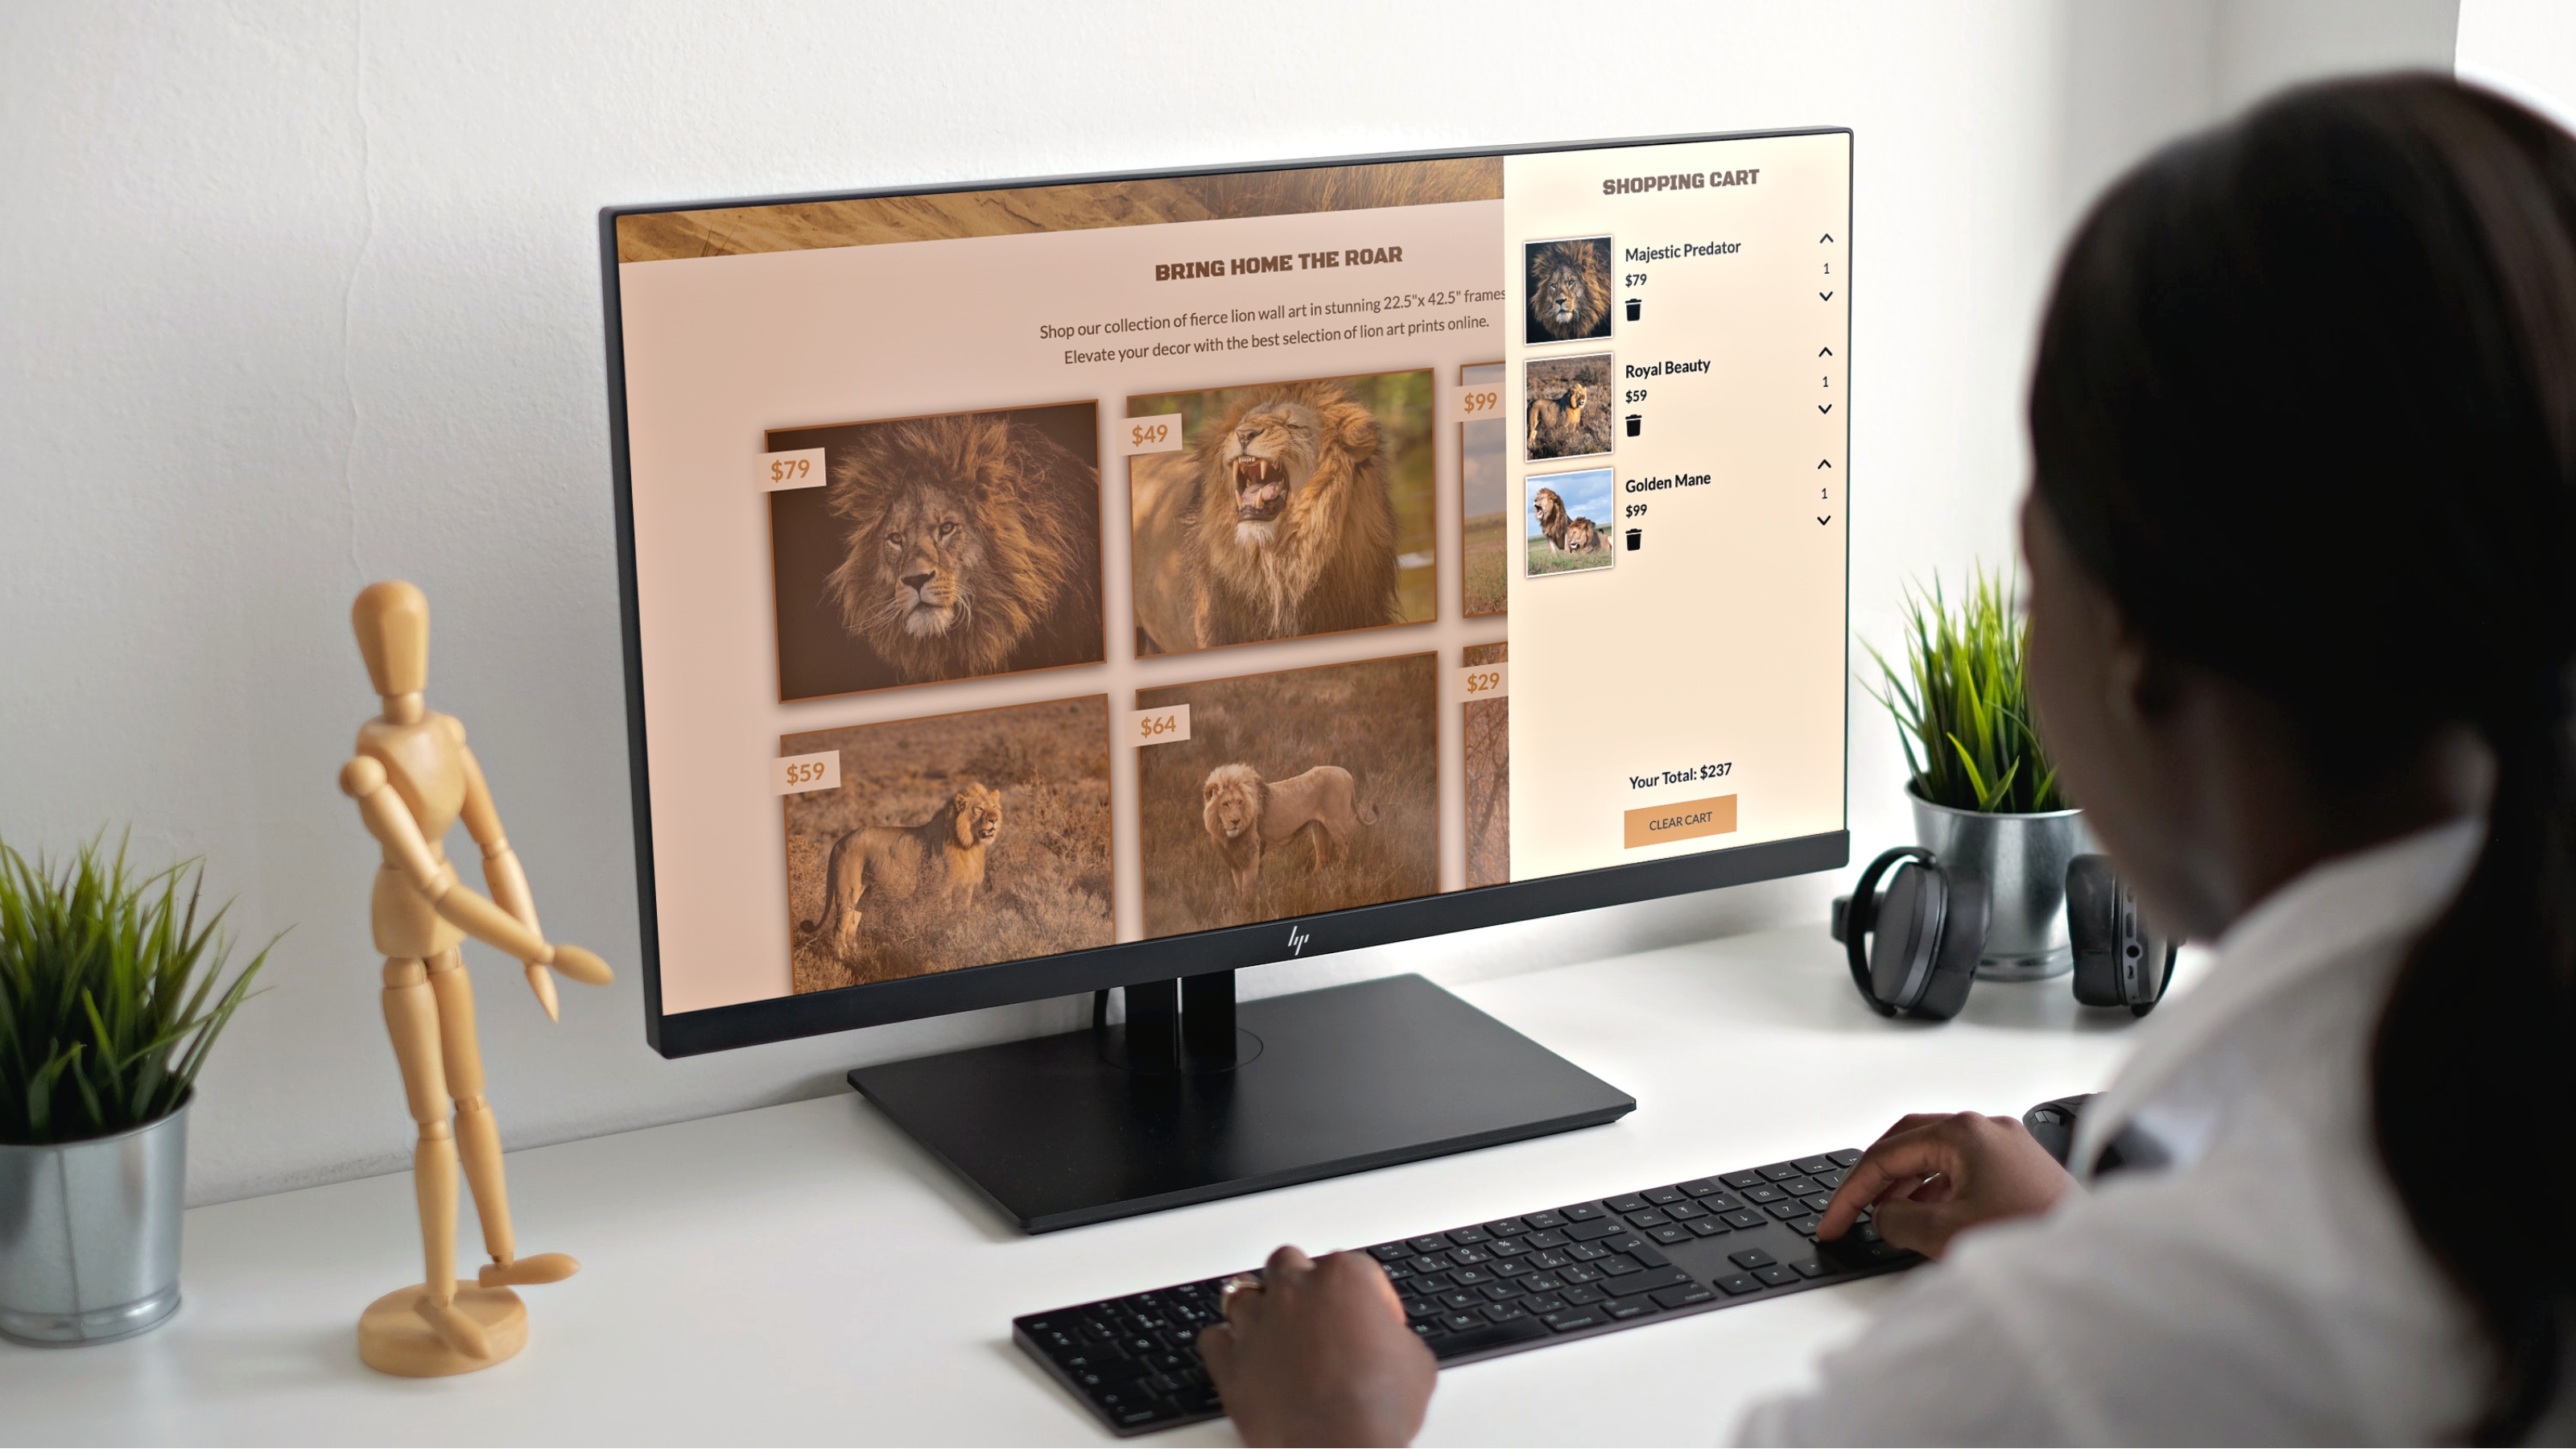 BRING HOME THE ROAR
Shop our collection of fierce lion wall art in stunning 22.5"x 42.5" frames
Elevate your decor with the best selection of lion art prints online.
$79
$49
$99
$59
$64
$29
SHOPPING CART
Majestic Predator
$79
1
Royal Beauty
$59
1
Golden Mane
$99
1
Your Total: $237
CLEAR CART
hp